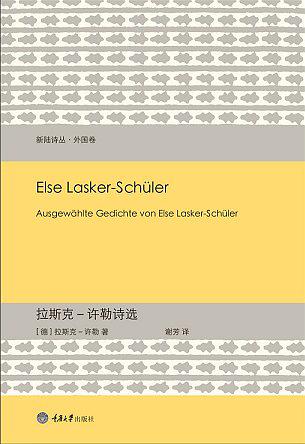 新陆诗丛·外国卷
Else Lasker-Schüler
Ausgewählte Gedichte von Else Lasker-Schüler
拉斯克－许勒诗选
[ 德 ] 拉斯克－许勒 著 谢芳 译
重庆大学出版社